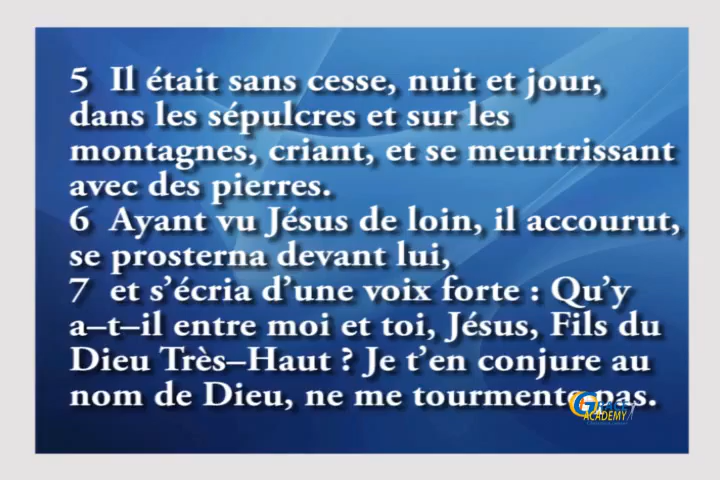 5 Il était sans cesse, nuit et jour,
dans les sépulcres et sur les
montagnes, criant, et se meurtrissant
avec des pierres.
6 Ayant vu Jésus de loin, il accourut,
se prosterna devant lui,
7 et s’écria d’une voix forte : Qu’y
a–t–il entre moi et toi, Jésus, Fils du
Dieu Très–Haut ? Je t’en conjure au
nom de Dieu, ne me tourmente pas.
GRACE
ACADEMY